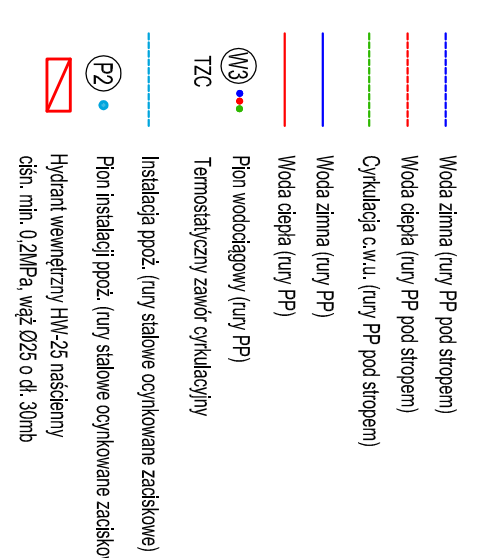 Woda zimna (rury PP pod stropem)
Woda ciepła (rury PP pod stropem)
Cyrkulacja c.w.u. (rury PP pod stropem)
Woda zimna (rury PP)
Woda ciepła (rury PP)
W3 Pion wodociągowy (rury PP)
TZC Termostatyczny zawór cyrkulacyjny
Instalacja ppoż. (rury stalowe ocynkowane zaciskowe)
P2 Pion instalacji ppoż. (rury stalowe ocynkowane
Hydrant wewnętrzny HW-25 naścienny
ciśn. min. 0,2MPa, wąż Ø25 o dł. 30mb